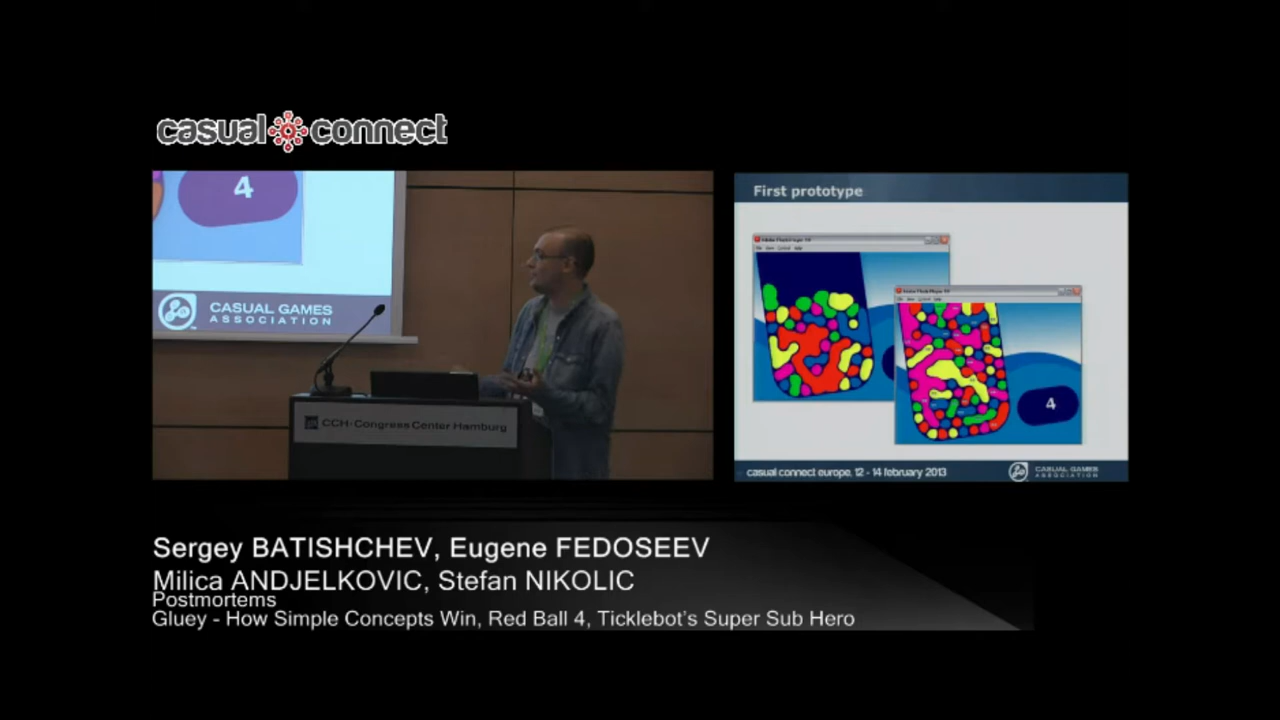 casual connect
4
CASUAL GAMES
ASSOCIATION
CCH-Congress Center Hamburg
First prototype
4
casual connect europe, 12 - 14 february 2013
CASUAL GAMES
ASSOCIATION
Sergey BATISHCHEV, Eugene FEDOSEEV
Milica ANDJELKOVIC, Stefan NIKOLIC
Postmortems
Gluey - How Simple Concepts Win, Red Ball 4, Ticklebot's Super Sub Hero